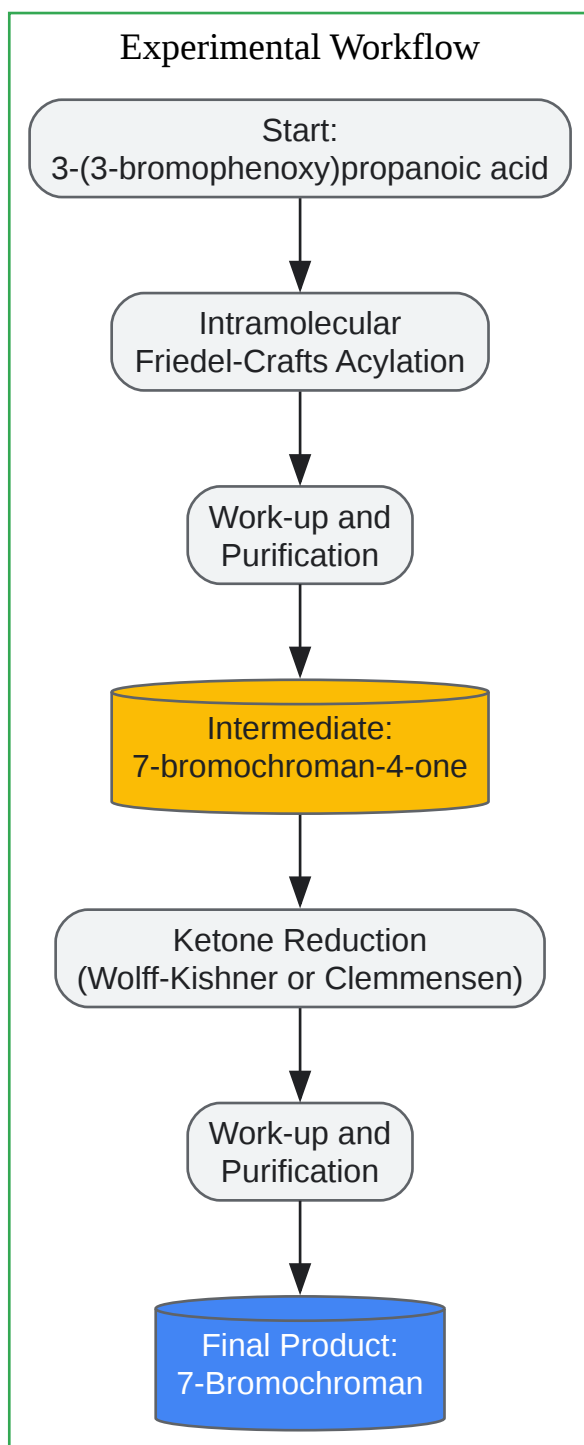 Experimental Workflow
Start:
3-(3-bromophenoxy)propanoic acid
Intramolecular
Friedel-Crafts Acylation
Work-up and
Purification
Intermediate:
7-bromochroman-4-one
Ketone Reduction
(Wolff-Kishner or Clemmensen)
Work-up and
Purification
Final Product:
7-Bromochroman